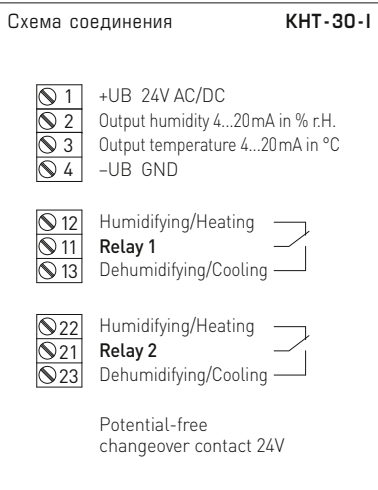 Схема соединения KHT-30-I
1 +UB 24V AC/DC
2 Output humidity 4...20mA in % r.H.
3 Output temperature 4...20mA in °C
4 –UB GND
12 Humidifying/Heating
11 Relay 1
13 Dehumidifying/Cooling
22 Humidifying/Heating
21 Relay 2
23 Dehumidifying/Cooling
Potential-free
changeover contact 24V